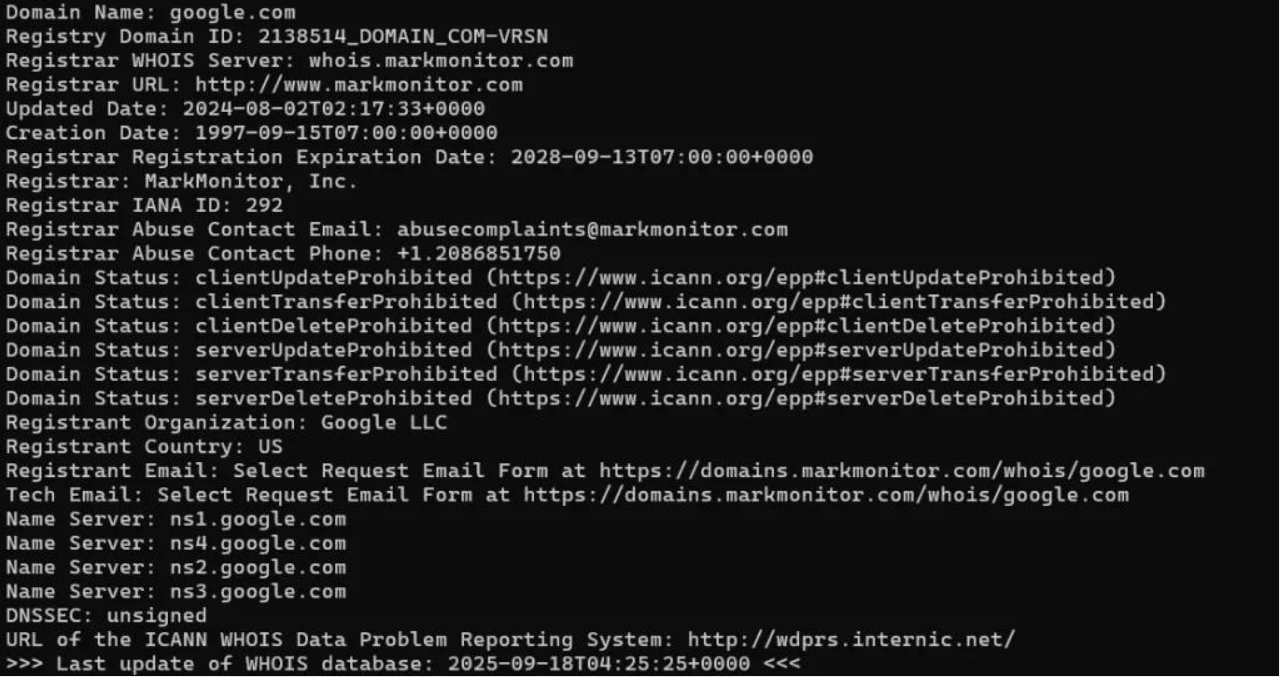 Domain Name: google.com
Registry Domain ID: 2138514_DOMAIN_COM-VRSN
Registrar WHOIS Server: whois.markmonitor.com
Registrar URL: http://www.markmonitor.com
Updated Date: 2024-08-02T02:17:33+0000
Creation Date: 1997-09-15T07:00:00+0000
Registrar Registration Expiration Date: 2028-09-13T07:00:00+0000
Registrar: MarkMonitor, Inc.
Registrar IANA ID: 292
Registrar Abuse Contact Email: abusecomplaints@markmonitor.com
Registrar Abuse Contact Phone: +1.2086851750
Domain Status: clientUpdateProhibited (https://www.icann.org/epp#clientUpdateProhibited)
Domain Status: clientTransferProhibited (https://www.icann.org/epp#clientTransferProhibited)
Domain Status: clientDeleteProhibited (https://www.icann.org/epp#clientDeleteProhibited)
Domain Status: serverUpdateProhibited (https://www.icann.org/epp#serverUpdateProhibited)
Domain Status: serverTransferProhibited (https://www.icann.org/epp#serverTransferProhibited)
Domain Status: serverDeleteProhibited (https://www.icann.org/epp#serverDeleteProhibited)
Registrant Organization: Google LLC
Registrant Country: US
Registrant Email: Select Request Email Form at https://domains.markmonitor.com/whois/google.com
Tech Email: Select Request Email Form at https://domains.markmonitor.com/whois/google.com
Name Server: ns1.google.com
Name Server: ns4.google.com
Name Server: ns2.google.com
Name Server: ns3.google.com
DNSSEC: unsigned
URL of the ICANN WHOIS Data Problem Reporting System: http://wdprs.internic.net/
>>> Last update of WHOIS database: 2025-09-18T04:25:25+0000 <<<